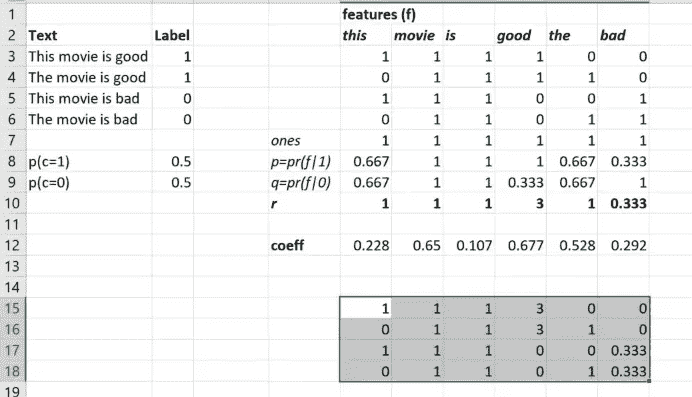 1 features (f)
2 Text Label this movie is good the bad
3 This movie is good 1 1 1 1 1 0 0
4 The movie is good 1 0 1 1 1 1 0
5 This movie is bad 0 1 1 1 0 0 1
6 The movie is bad 0 0 1 1 0 1 1
7 ones 1 1 1 1 1 1
8 p(c=1) 0.5 p=pr(f|1) 0.667 1 1 1 0.667 0.333
9 p(c=0) 0.5 q=pr(f|0) 0.667 1 1 0.333 0.667 1
10 r 1 1 1 3 1 0.333
11
12 coeff 0.228 0.65 0.107 0.677 0.528 0.292
13
14
15 1 1 1 3 0 0
16 0 1 1 3 1 0
17 1 1 1 0 0 0.333
18 0 1 1 0 1 0.333
19